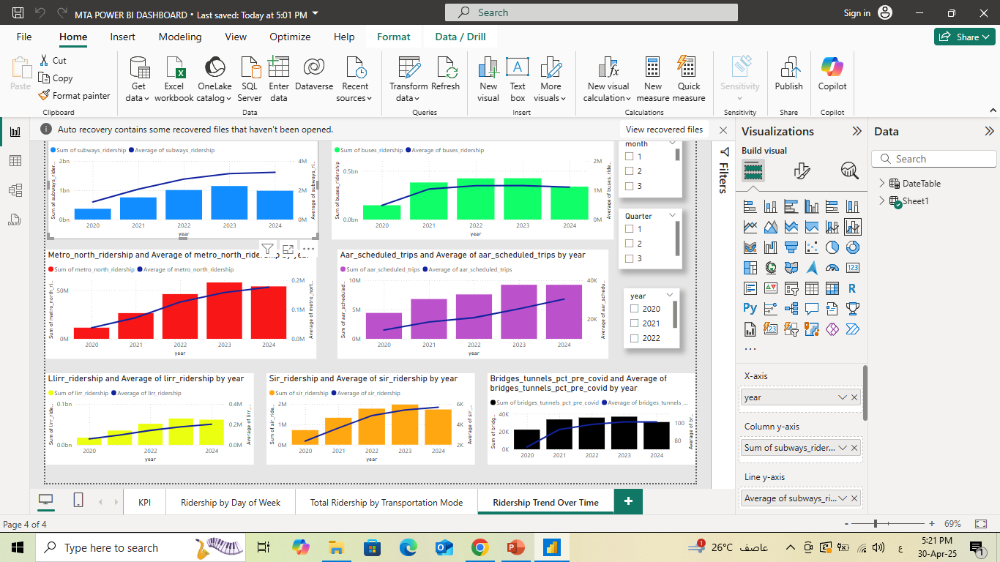 MTA POWER BI DASHBOARD • Last saved: Today at 5:01 PM
Search
Sign in
File Home Insert Modeling View Optimize Help Format Data / Drill
Share
Paste
Cut
Copy
Format painter
Clipboard
Get data
Excel workbook
OneLake catalog
SQL Server
Enter data
Dataverse
Recent sources
Data
Transform data
Refresh
Queries
New visual
Text box
More visuals
Insert
New visual calculation
New measure
Quick measure
Calculations
Sensitivity
Sensitivity
Publish
Share
Copilot
Copilot
Auto recovery contains some recovered files that haven't been opened.
View recovered files
Sum of subways_ridership Average of subways_ridership
2bn
1bn
0bn
4M
2M
0M
Sum of subways_rider...
Average of subways_ri...
2020 2021 2022 2023 2024
year
Sum of buses_ridership Average of buses_ridership
0.5bn
0.0bn
2M
1M
0M
Sum of buses_ridership
Average of buses_ride...
2020 2021 2022 2023 2024
year
month
1
2
3
Quarter
1
2
3
year
2020
2021
2022
Metro_north_ridership and Average of metro_north_ridership by year
Sum of metro_north_ridership Average of metro_north_ridership
50M
0M
0.2M
0.1M
0.0M
Sum of metro_north_ri...
Average of metro_nort...
2020 2021 2022 2023 2024
year
Aar_scheduled_trips and Average of aar_scheduled_trips by year
Sum of aar_scheduled_trips Average of aar_scheduled_trips
10M
5M
0M
40K
20K
Sum of aar_scheduled...
Average of aar_schedu...
2020 2021 2022 2023 2024
year
Llirr_ridership and Average of lirr_ridership by year
Sum of lirr_ridership Average of lirr_ridership
0.1bn
0.0bn
0.4M
0.2M
0.0M
Sum of lirr_ride...
Average of lirr_...
2020 2022 2024
year
Sir_ridership and Average of sir_ridership by year
Sum of sir_ridership Average of sir_ridership
2M
1M
0M
6K
4K
2K
Sum of sir_ride...
Average of sir_...
2020 2021 2022 2023 2024
year
Bridges_tunnels_pct_pre_covid and Average of
bridges_tunnels_pct_pre_covid by year
Sum of bridges_tunnels_pct_pre_covid Average of bridges_tunnels_...
40K
20K
0K
100
80
Sum of bridg...
Average of br...
2020 2021 2022 2023 2024
Filters
Visualizations
Build visual
X-axis
year
Column y-axis
Sum of subways_rider...
Line y-axis
Average of subways_ri...
Data
Search
DateTable
Sheet1
KPI
Ridership by Day of Week
Total Ridership by Transportation Mode
Ridership Trend Over Time
Page 4 of 4
69%
Type here to search
26°C عاصف
ع
5:21 PM
30-Apr-25